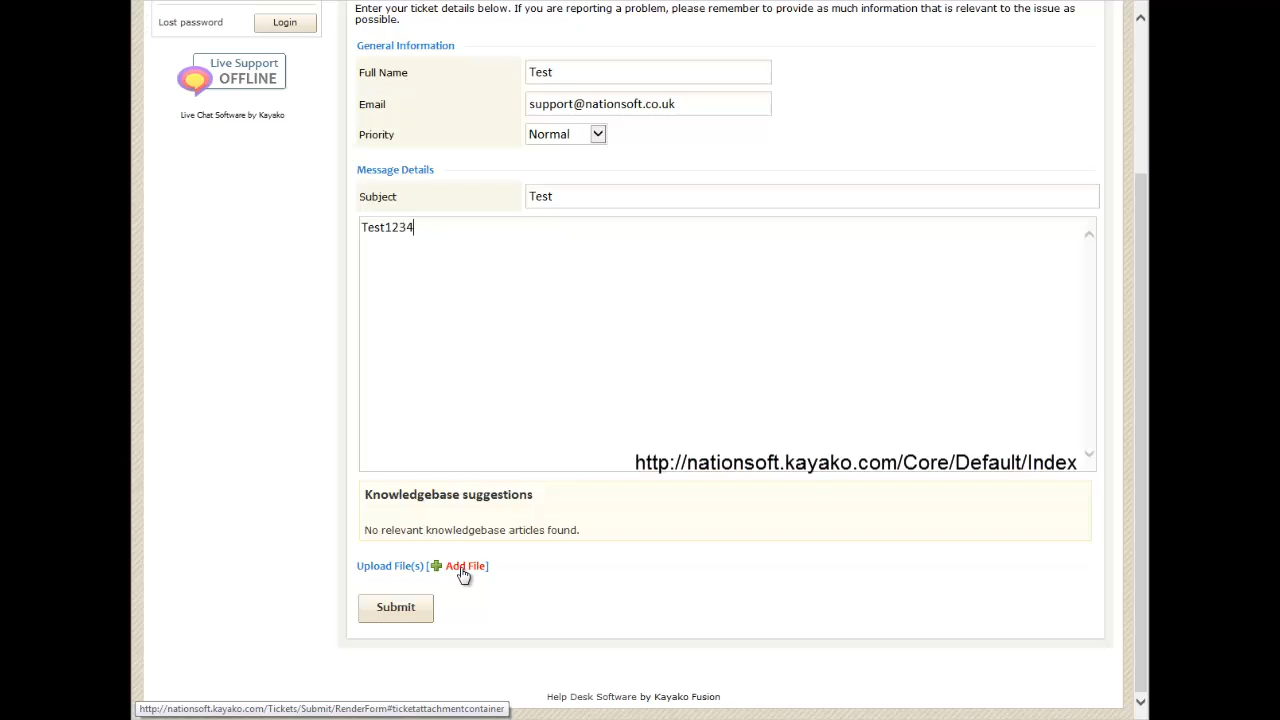 Enter your ticket details below. If you are reporting a problem, please remember to provide as much information that is relevant to the issue as
possible.
Lost password
Login
Live Support
OFFLINE
Live Chat Software by Kayako
General Information
Full Name
Test
Email
support@nationsoft.co.uk
Priority
Normal
Message Details
Subject
Test
Test1234
http://nationsoft.kayako.com/Core/Default/Index
Knowledgebase suggestions
No relevant knowledgebase articles found.
Upload File(s) [ Add File]
Submit
Help Desk Software by Kayako Fusion
http://nationsoft.kayako.com/Tickets/Submit/RenderForm#ticketattachmentcontainer